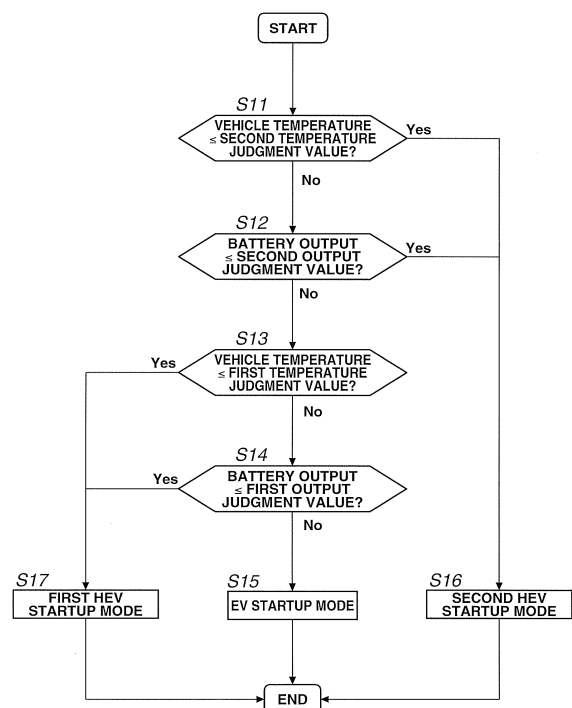 START
S11
VEHICLE TEMPERATURE
≤ SECOND TEMPERATURE
JUDGMENT VALUE?
Yes
No
S12
BATTERY OUTPUT
≤ SECOND OUTPUT
JUDGMENT VALUE?
Yes
No
S13
Yes
VEHICLE TEMPERATURE
≤ FIRST TEMPERATURE
JUDGMENT VALUE?
No
S14
Yes
BATTERY OUTPUT
≤ FIRST OUTPUT
JUDGMENT VALUE?
No
S17
FIRST HEV
STARTUP MODE
S15
EV STARTUP MODE
S16
SECOND HEV
STARTUP MODE
END